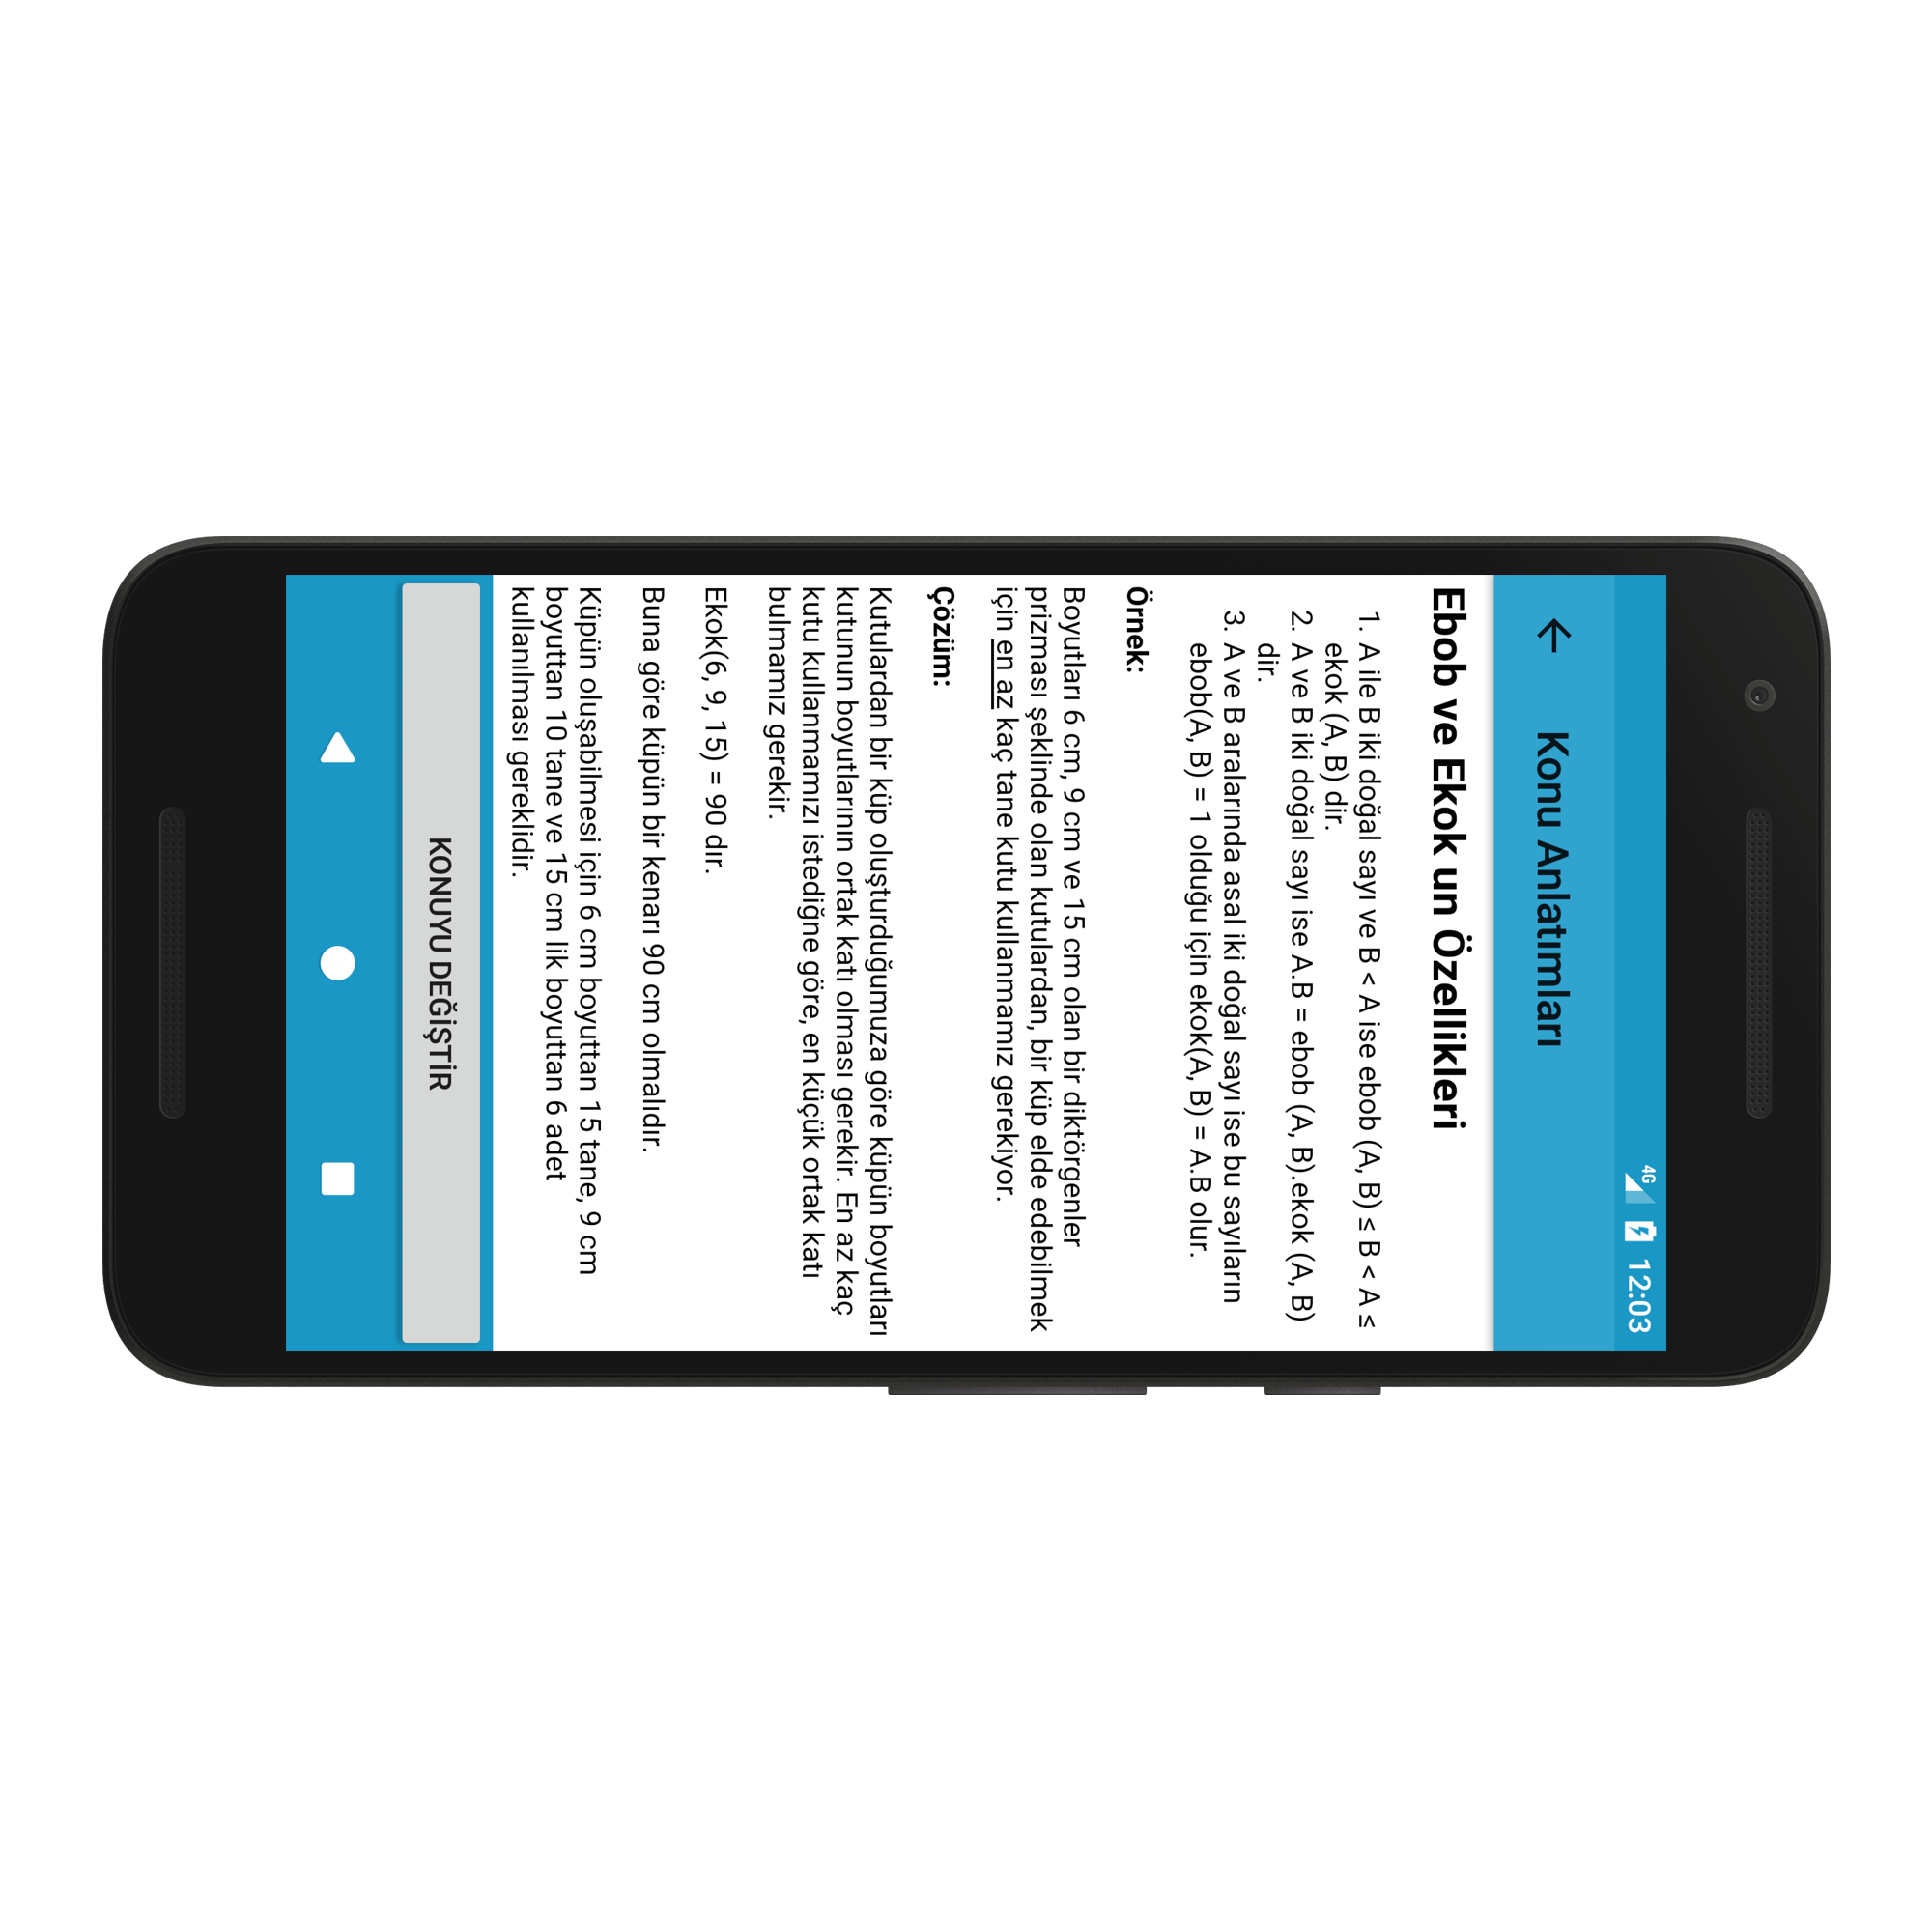 4G 12:03
Konu Anlatımları
Ebob ve Ekok un Özellikleri
1. A ile B iki doğal sayı ve B < A ise ebob (A, B) ≤ B < A ≤
ekok (A, B) dir.
2. A ve B iki doğal sayı ise A.B = ebob (A, B).ekok (A, B)
dir.
3. A ve B aralarında asal iki doğal sayı ise bu sayıların
ebob(A, B) = 1 olduğu için ekok(A, B) = A.B olur.
Örnek:
Boyutları 6 cm, 9 cm ve 15 cm olan bir diktörgenler
prizması şeklinde olan kutulardan, bir küp elde edebilmek
için en az kaç tane kutu kullanmamız gerekiyor.
Çözüm:
Kutulardan bir küp oluşturduğumuza göre küpün boyutları
kutunun boyutlarının ortak katı olması gerekir. En az kaç
kutu kullanmamızı istediğne göre, en küçük ortak katı
bulmamız gerekir.
Ekok(6, 9, 15) = 90 dır.
Buna göre küpün bir kenarı 90 cm olmalıdır.
Küpün oluşabilmesi için 6 cm boyuttan 15 tane, 9 cm
boyuttan 10 tane ve 15 cm lik boyuttan 6 adet
kullanılması gereklidir.
KONUYU DEĞİŞTİR